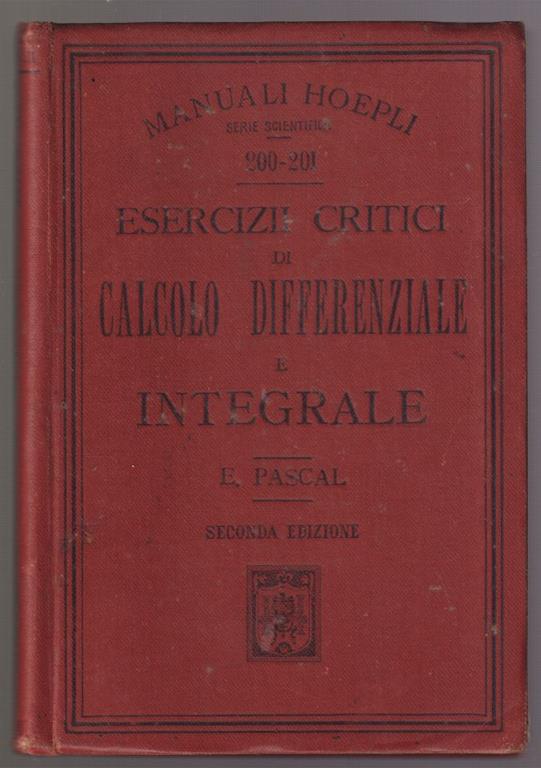 MANUALI HOEPLI
SERIE SCIENTIFICA
200-201
ESERCIZII CRITICI
DI
CALCOLO DIFFERENZIALE
E
INTEGRALE
E. PASCAL
SECONDA EDIZIONE